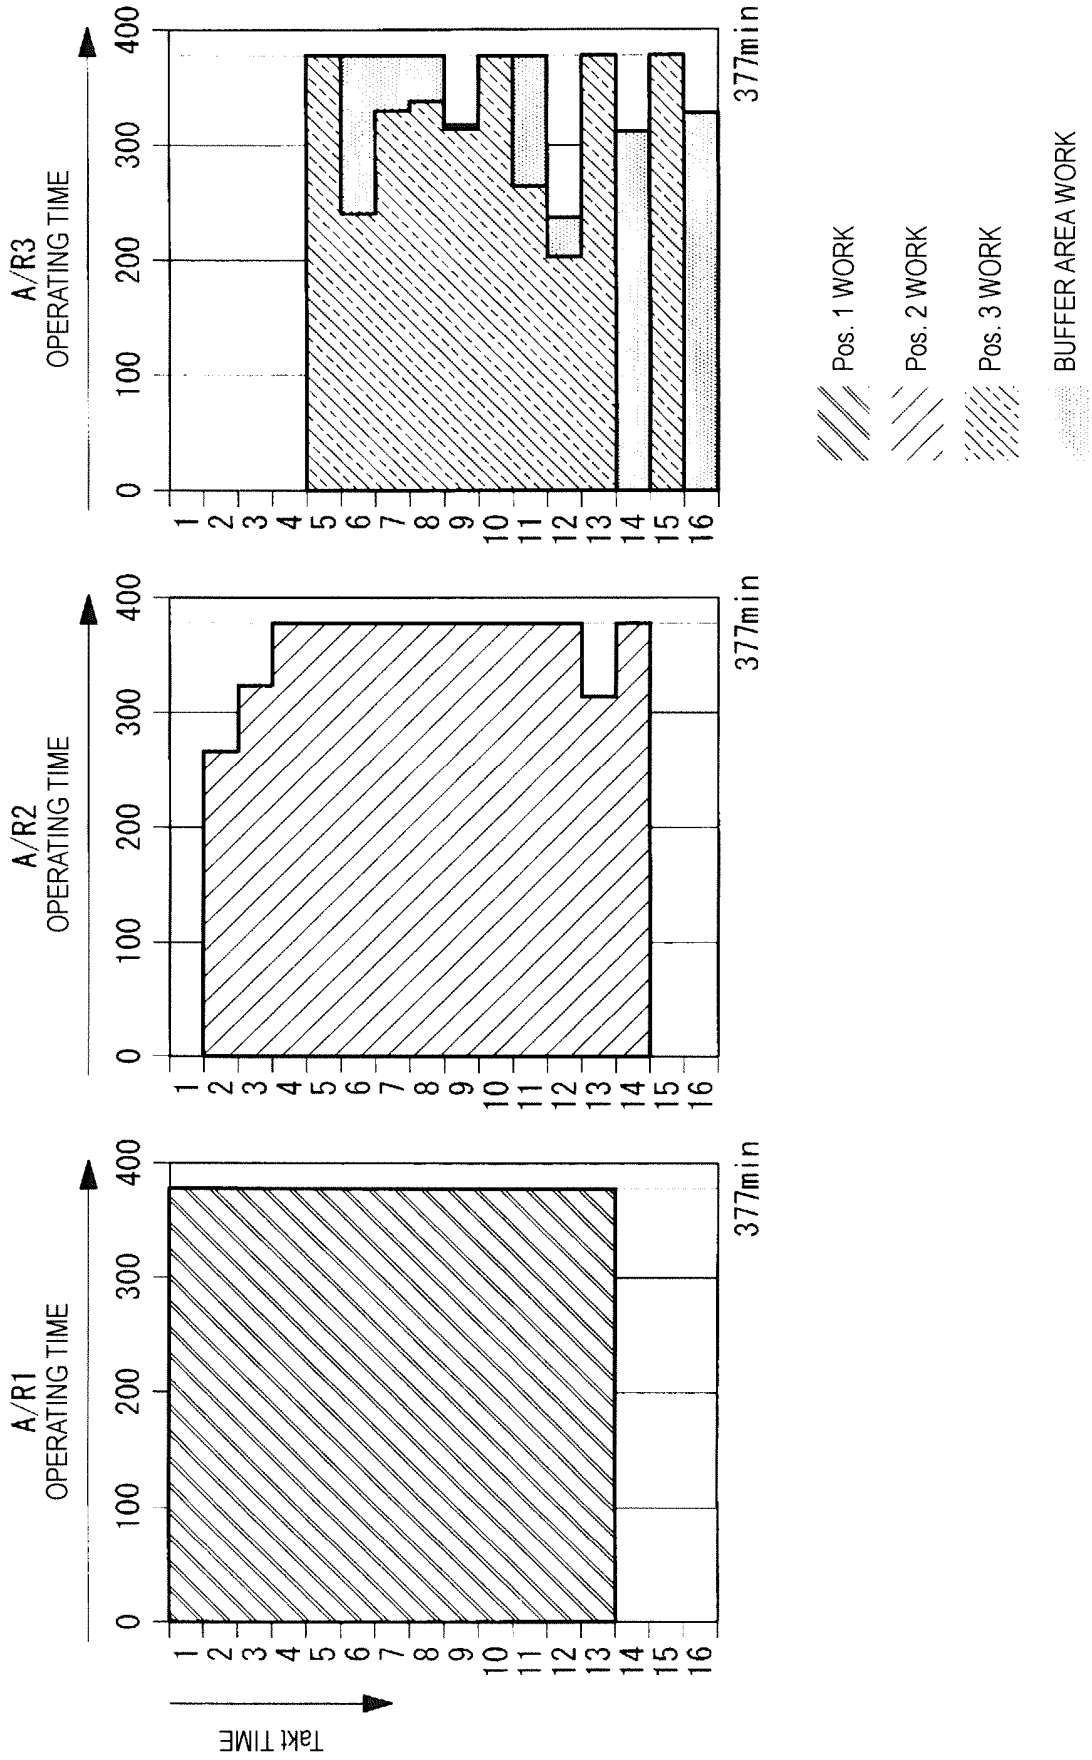 A/R1
OPERATING TIME
0 100 200 300 400
Takt TIME
1
2
3
4
5
6
7
8
9
10
11
12
13
14
15
16
377min
A/R2
OPERATING TIME
0 100 200 300 400
1
2
3
4
5
6
7
8
9
10
11
12
13
14
15
16
377min
A/R3
OPERATING TIME
0 100 200 300 400
1
2
3
4
5
6
7
8
9
10
11
12
13
14
15
16
377min
Pos. 1 WORK
Pos. 2 WORK
Pos. 3 WORK
BUFFER AREA WORK